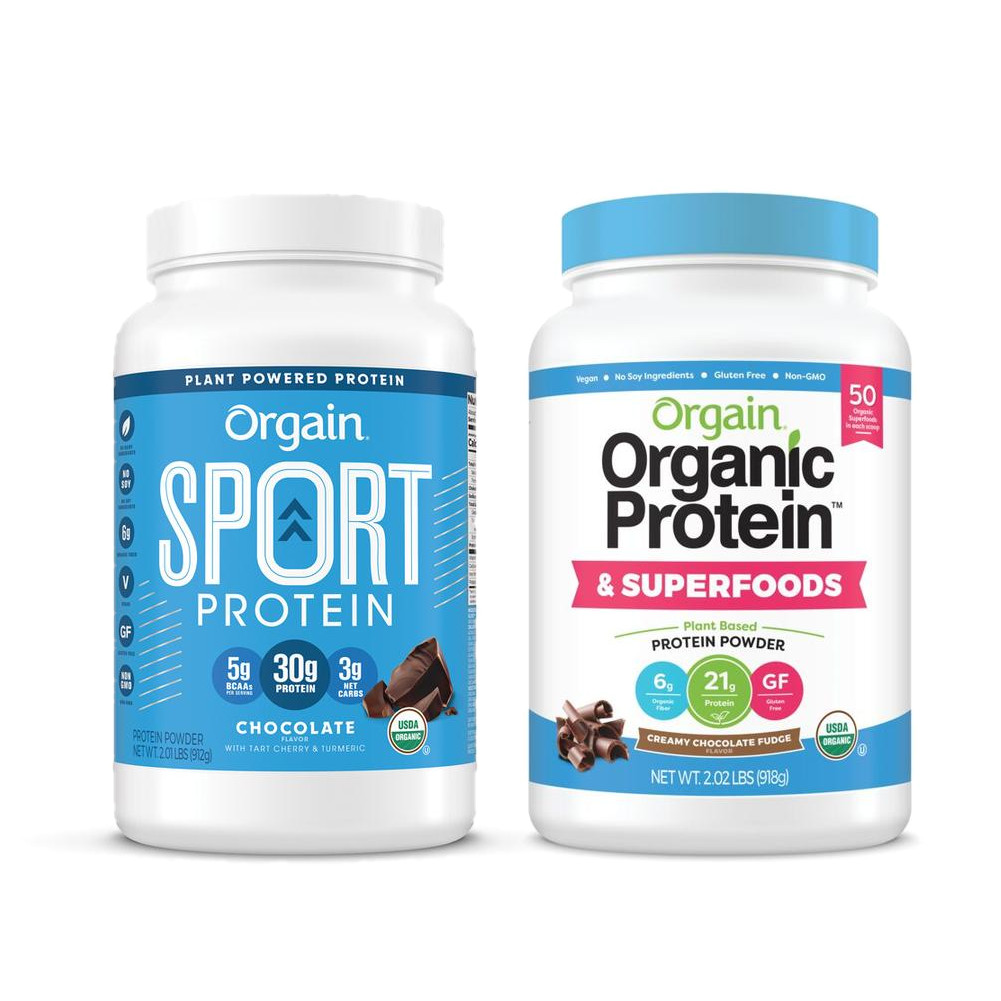 PLANT POWERED PROTEIN
Orgain.
SPORT
PROTEIN
NO
SOY
6g
V
GF
NON
GMO
5g
BCAAs
PER SERVING
30g
PROTEIN
3g
NET
CARBS
CHOCOLATE
FLAVOR
WITH TART CHERRY & TURMERIC
USDA
ORGANIC
U
PROTEIN POWDER
NET WT. 2.01 LBS (912g)
Vegan • No Soy Ingredients • Gluten Free • Non-GMO
50
Organic
Superfoods
in each scoop
Orgain.
Organic
Protein™
& SUPERFOODS
Plant Based
PROTEIN POWDER
6g
Organic
Fiber
21g
Protein
GF
Gluten
Free
CREAMY CHOCOLATE FUDGE
FLAVOR
USDA
ORGANIC
U
NET WT. 2.02 LBS (918g)